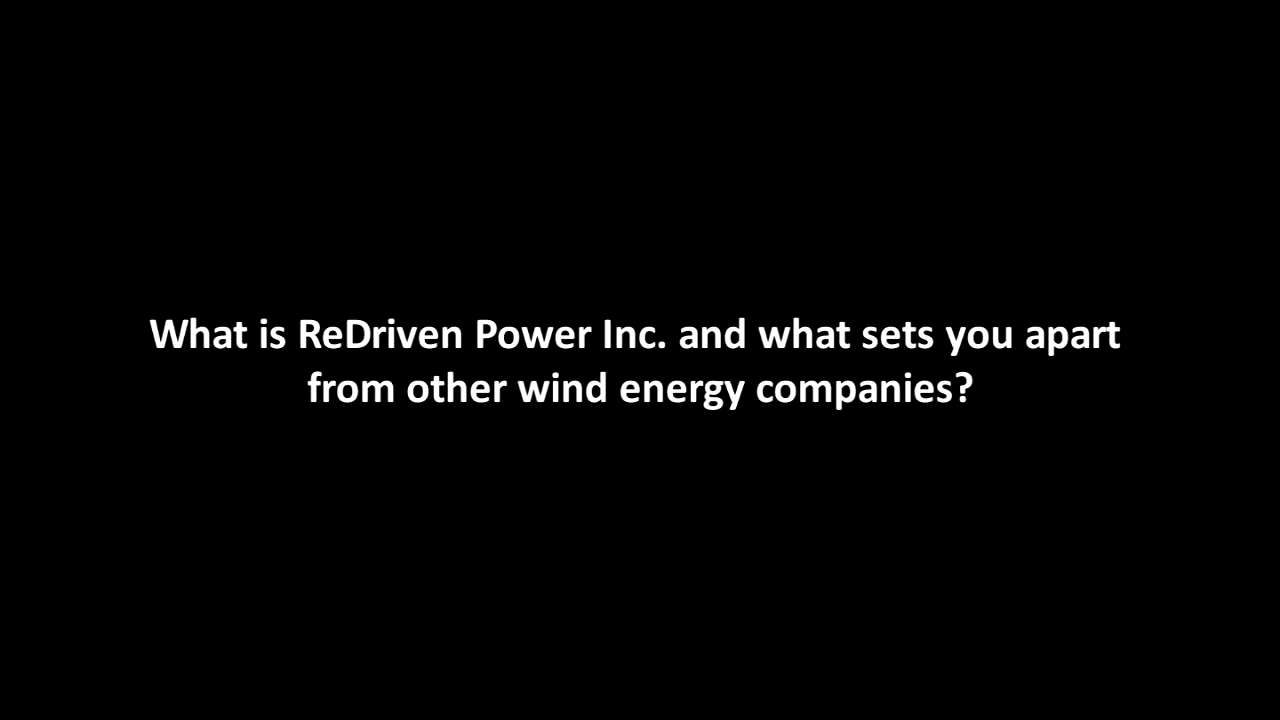 What is ReDriven Power Inc. and what sets you apart
from other wind energy companies?